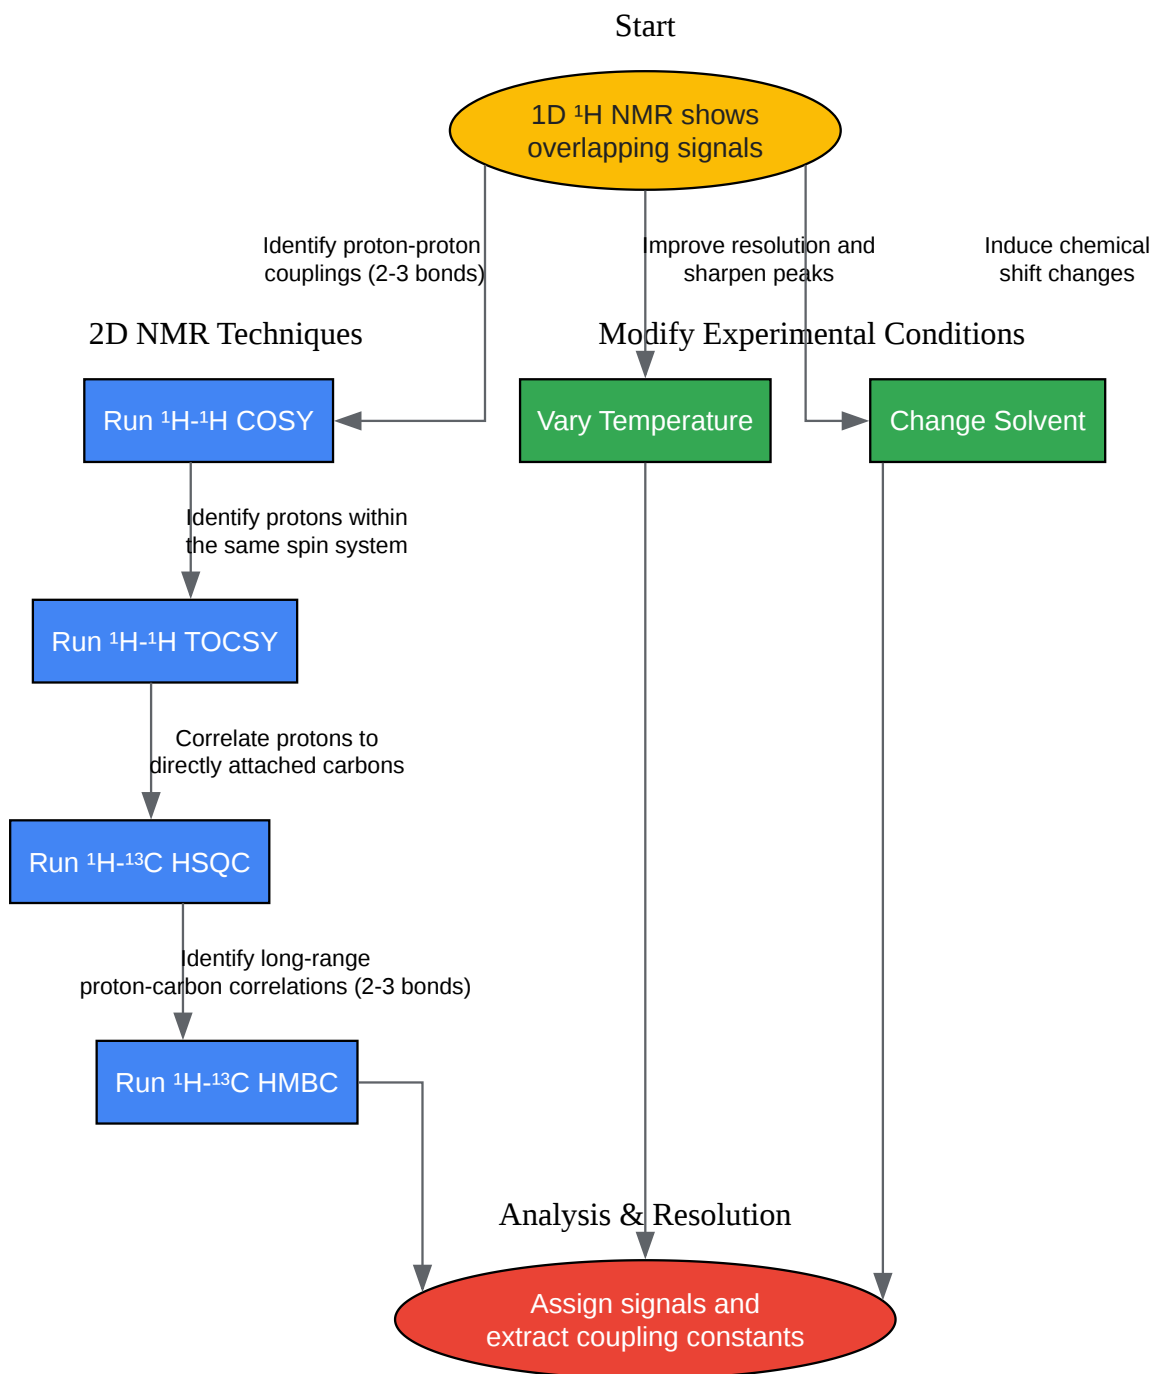 Start
1D ¹H NMR shows
overlapping signals
Identify proton-proton
couplings (2-3 bonds)
Improve resolution and
sharpen peaks
Induce chemical
shift changes
2D NMR Techniques
Modify Experimental Conditions
Run ¹H-¹H COSY
Vary Temperature
Change Solvent
Identify protons within
the same spin system
Run ¹H-¹H TOCSY
Correlate protons to
directly attached carbons
Run ¹H-¹³C HSQC
Identify long-range
proton-carbon correlations (2-3 bonds)
Run ¹H-¹³C HMBC
Analysis & Resolution
Assign signals and
extract coupling constants